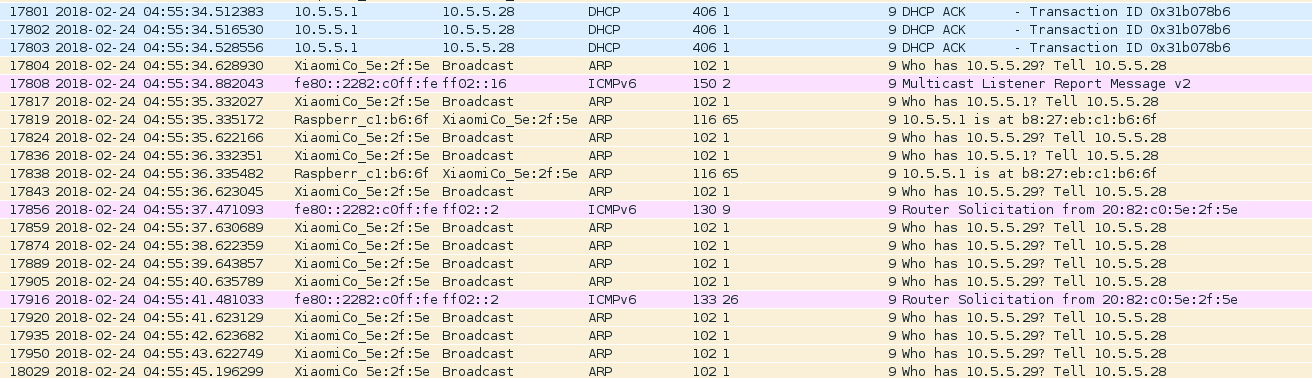 17801 2018-02-24 04:55:34.512383 10.5.5.1 10.5.5.28 DHCP 406 1 9 DHCP ACK - Transaction ID 0x31b078b6
17802 2018-02-24 04:55:34.516530 10.5.5.1 10.5.5.28 DHCP 406 1 9 DHCP ACK - Transaction ID 0x31b078b6
17803 2018-02-24 04:55:34.528556 10.5.5.1 10.5.5.28 DHCP 406 1 9 DHCP ACK - Transaction ID 0x31b078b6
17804 2018-02-24 04:55:34.628930 XiaomiCo_5e:2f:5e Broadcast ARP 102 1 9 Who has 10.5.5.29? Tell 10.5.5.28
17808 2018-02-24 04:55:34.882043 fe80::2282:c0ff:fe ff02::16 ICMPv6 150 2 9 Multicast Listener Report Message v2
17817 2018-02-24 04:55:35.332027 XiaomiCo_5e:2f:5e Broadcast ARP 102 1 9 Who has 10.5.5.1? Tell 10.5.5.28
17819 2018-02-24 04:55:35.335172 Raspberr_c1:b6:6f XiaomiCo_5e:2f:5e ARP 116 65 9 10.5.5.1 is at b8:27:eb:c1:b6:6f
17824 2018-02-24 04:55:35.622166 XiaomiCo_5e:2f:5e Broadcast ARP 102 1 9 Who has 10.5.5.29? Tell 10.5.5.28
17836 2018-02-24 04:55:36.332351 XiaomiCo_5e:2f:5e Broadcast ARP 102 1 9 Who has 10.5.5.1? Tell 10.5.5.28
17838 2018-02-24 04:55:36.335482 Raspberr_c1:b6:6f XiaomiCo_5e:2f:5e ARP 116 65 9 10.5.5.1 is at b8:27:eb:c1:b6:6f
17843 2018-02-24 04:55:36.623045 XiaomiCo_5e:2f:5e Broadcast ARP 102 1 9 Who has 10.5.5.29? Tell 10.5.5.28
17856 2018-02-24 04:55:37.471093 fe80::2282:c0ff:fe ff02::2 ICMPv6 130 9 9 Router Solicitation from 20:82:c0:5e:2f:5e
17859 2018-02-24 04:55:37.630689 XiaomiCo_5e:2f:5e Broadcast ARP 102 1 9 Who has 10.5.5.29? Tell 10.5.5.28
17874 2018-02-24 04:55:38.622359 XiaomiCo_5e:2f:5e Broadcast ARP 102 1 9 Who has 10.5.5.29? Tell 10.5.5.28
17889 2018-02-24 04:55:39.643857 XiaomiCo_5e:2f:5e Broadcast ARP 102 1 9 Who has 10.5.5.29? Tell 10.5.5.28
17905 2018-02-24 04:55:40.635789 XiaomiCo_5e:2f:5e Broadcast ARP 102 1 9 Who has 10.5.5.29? Tell 10.5.5.28
17916 2018-02-24 04:55:41.481033 fe80::2282:c0ff:fe ff02::2 ICMPv6 133 26 9 Router Solicitation from 20:82:c0:5e:2f:5e
17920 2018-02-24 04:55:41.623129 XiaomiCo_5e:2f:5e Broadcast ARP 102 1 9 Who has 10.5.5.29? Tell 10.5.5.28
17935 2018-02-24 04:55:42.623682 XiaomiCo_5e:2f:5e Broadcast ARP 102 1 9 Who has 10.5.5.29? Tell 10.5.5.28
17950 2018-02-24 04:55:43.622749 XiaomiCo_5e:2f:5e Broadcast ARP 102 1 9 Who has 10.5.5.29? Tell 10.5.5.28
18029 2018-02-24 04:55:45.196299 XiaomiCo_5e:2f:5e Broadcast ARP 102 1 9 Who has 10.5.5.29? Tell 10.5.5.28